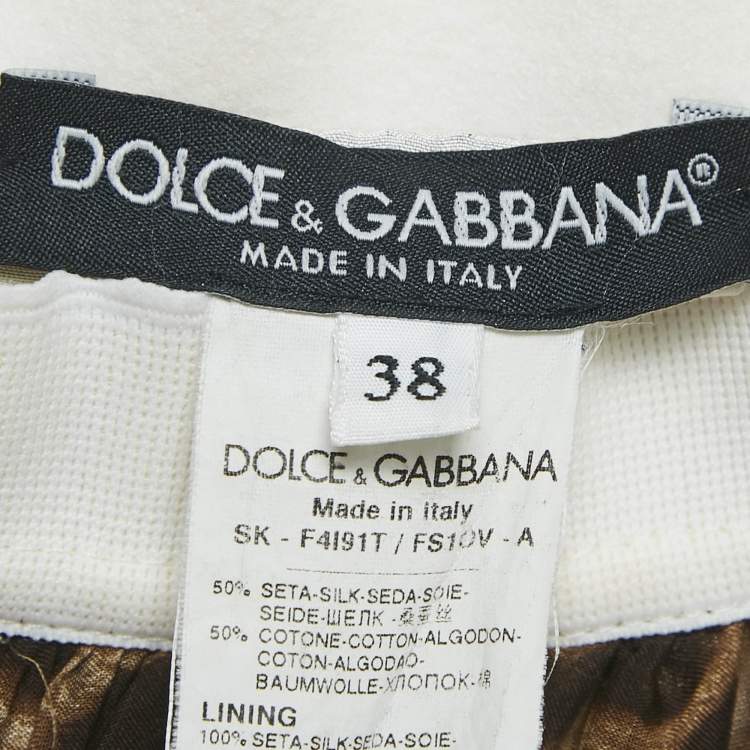 DOLCE & GABBANA®
MADE IN ITALY
38
DOLCE & GABBANA
Made in Italy
SK - F4I91T / FS1OV - A
50% SETA-SILK-SEDA-SOIE-
SEIDE-ШЕЛК-桑蚕丝
50% COTONE-COTTON-ALGODON-
COTON-ALGODAO-
BAUMWOLLE-ХЛОПОК-棉
LINING
100% SETA-SILK-SEDA-SOIE-